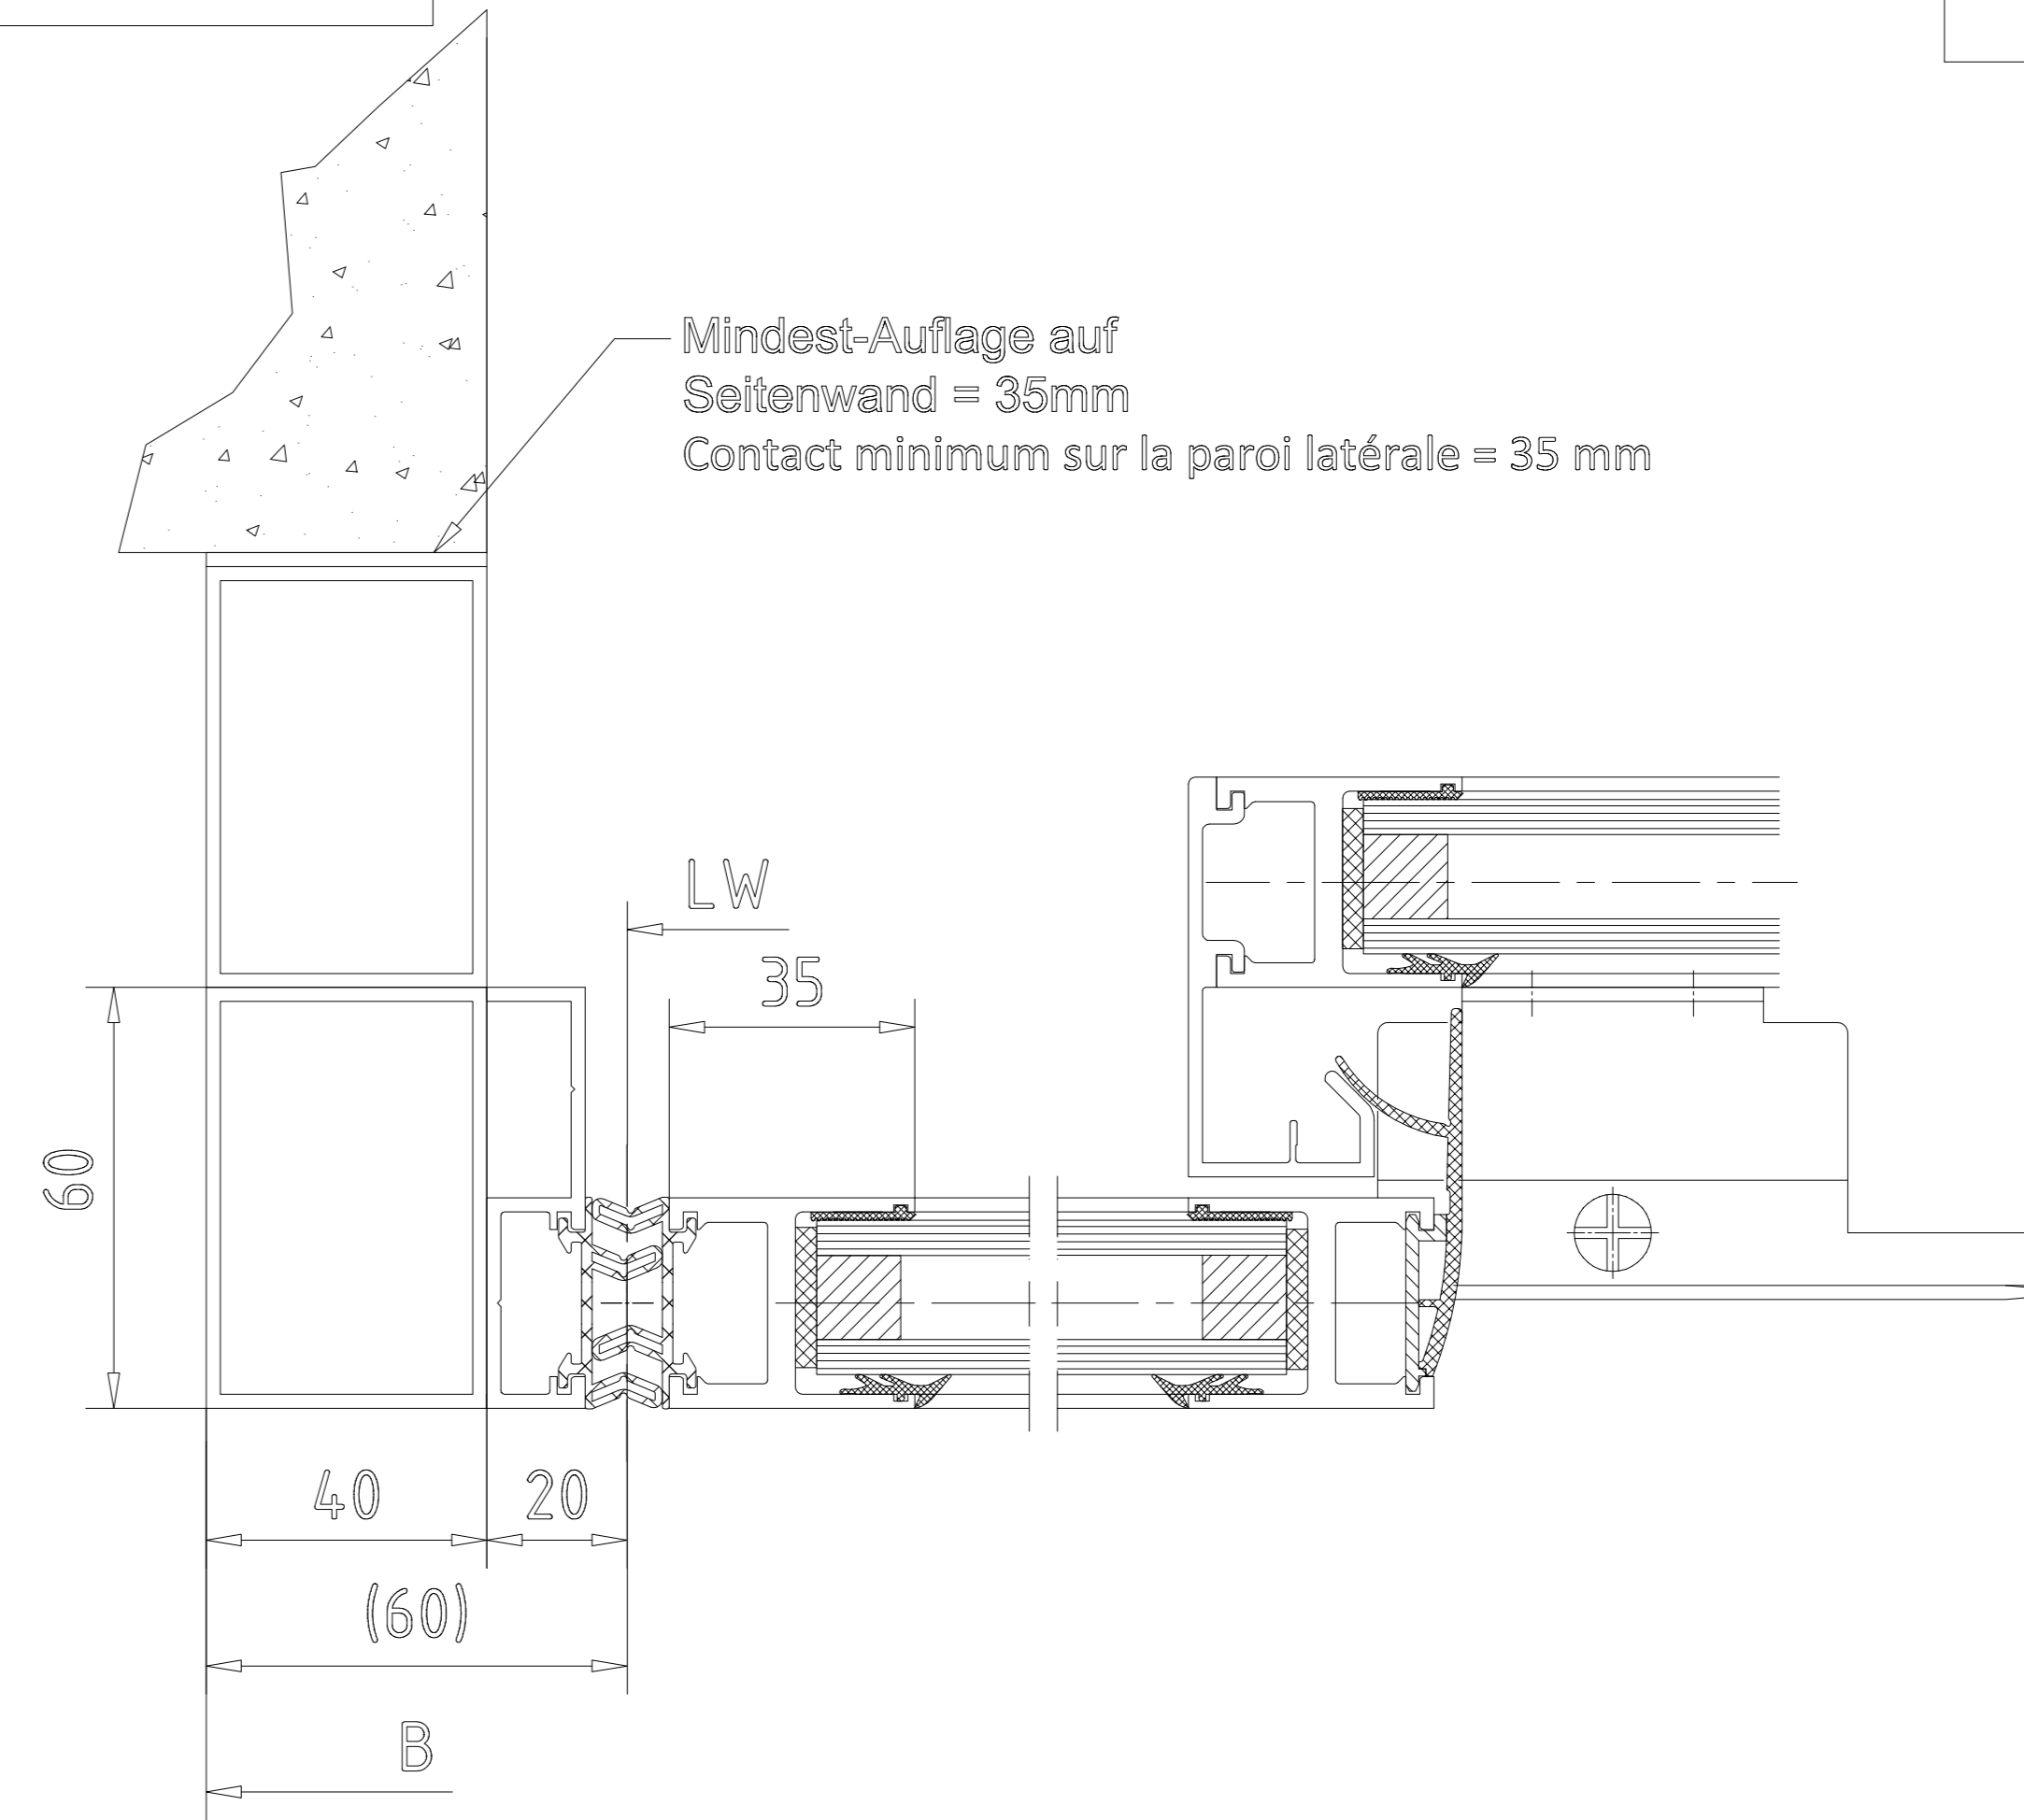 Mindest-Auflage auf
Seitenwand = 35mm
Contact minimum sur la paroi latérale = 35 mm
LW
35
60
40
20
(60)
B